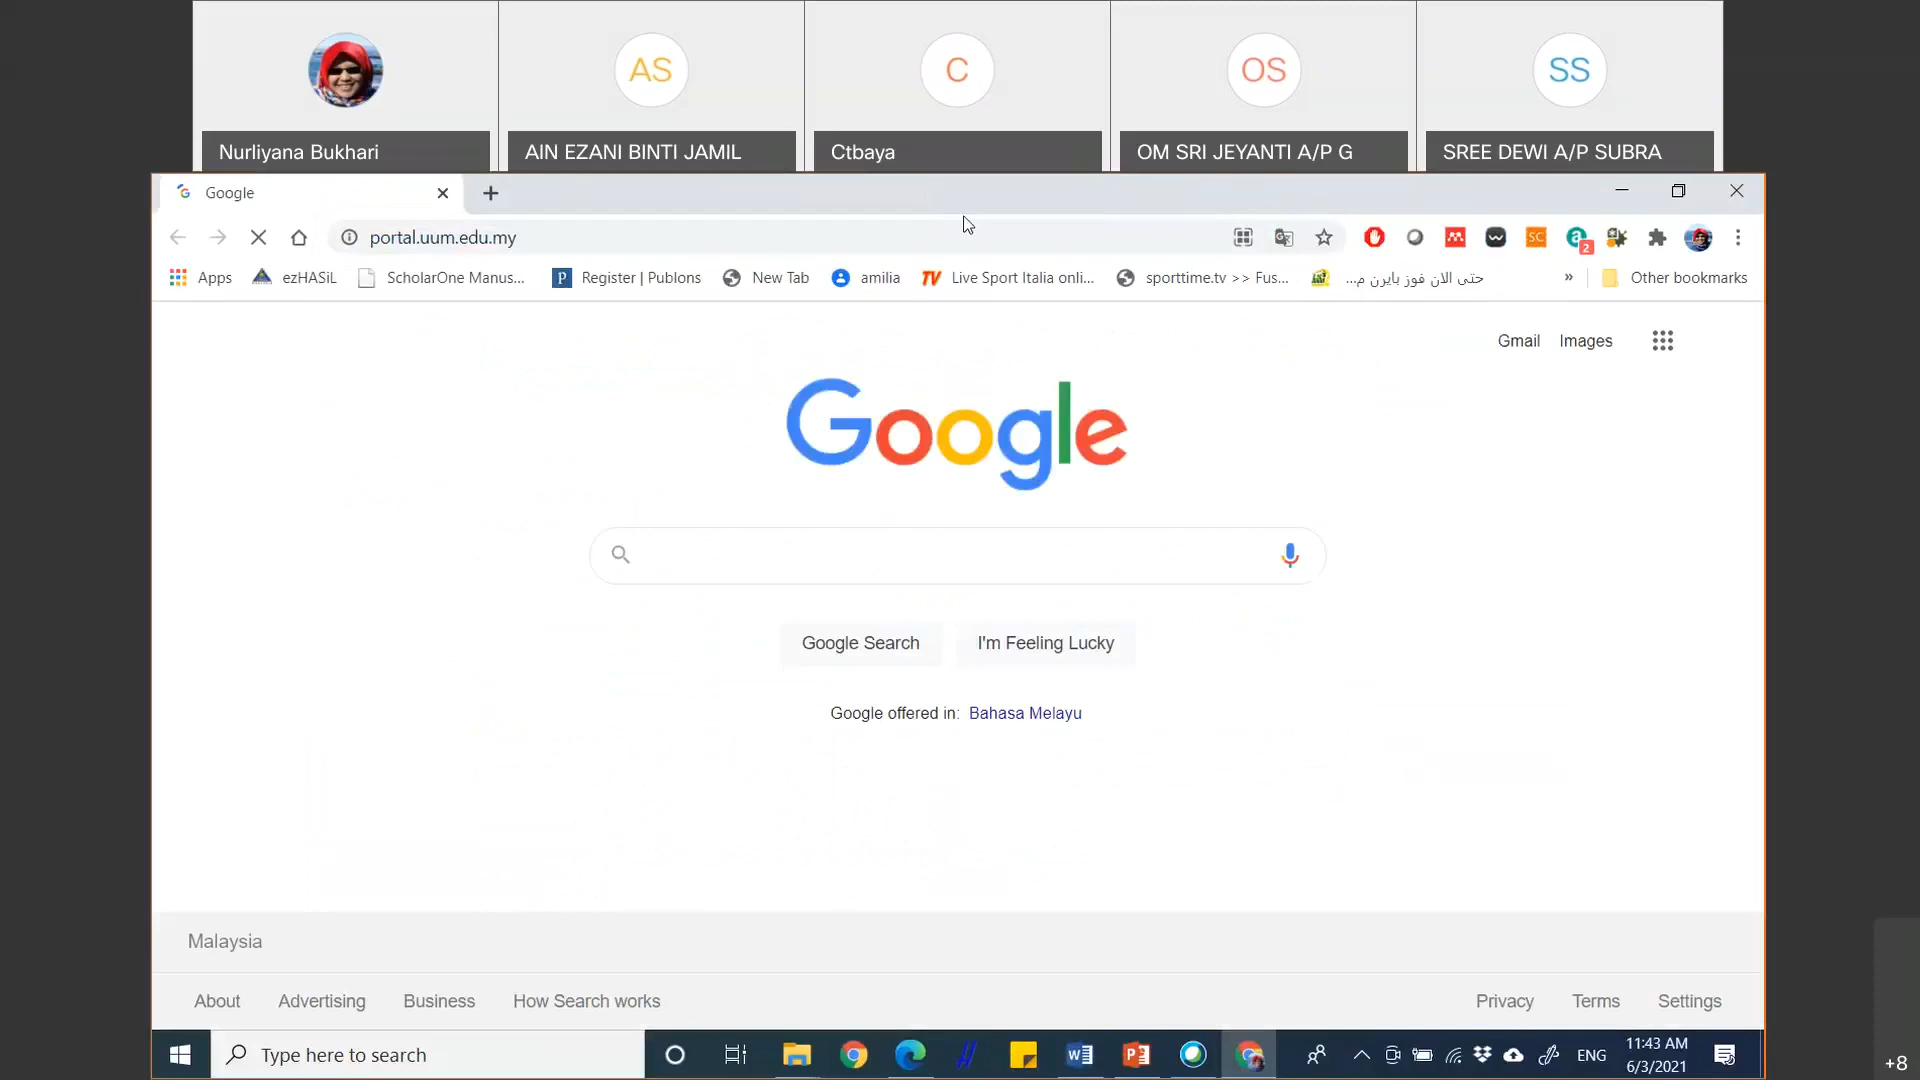 AS
C
OS
SS
Nurliyana Bukhari
AIN EZANI BINTI JAMIL
Ctbaya
OM SRI JEYANTI A/P G
SREE DEWI A/P SUBRA
Google
portal.uum.edu.my
SC
2
Apps
ezHASiL
ScholarOne Manus...
P
Register | Publons
New Tab
amilia
TV
Live Sport Italia onli...
sporttime.tv >> Fus...
حتى الان فوز بايرن م...
»
Other bookmarks
Gmail
Images
Google
Google Search
I'm Feeling Lucky
Google offered in: Bahasa Melayu
Malaysia
About
Advertising
Business
How Search works
Privacy
Terms
Settings
Type here to search
ENG
11:43 AM
6/3/2021
+8